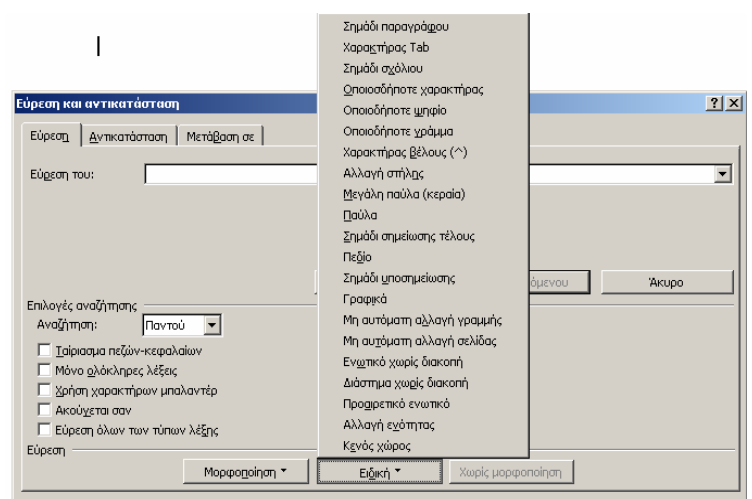 Σημάδι παραγράφου
Χαρακτήρας Tab
Σημάδι σχόλιου
Οποιοσδήποτε χαρακτήρας
Οποιοδήποτε ψηφίο
Οποιοδήποτε γράμμα
Χαρακτήρας βέλους (^)
Αλλαγή στήλης
Μεγάλη παύλα (κεραία)
Παύλα
Σημάδι σημείωσης τέλους
Πεδίο
Σημάδι υποσημείωσης
Γραφικά
Μη αυτόματη αλλαγή γραμμής
Μη αυτόματη αλλαγή σελίδας
Ενωτικό χωρίς διακοπή
Διάστημα χωρίς διακοπή
Προαιρετικό ενωτικό
Αλλαγή ενότητας
Κενός χώρος
Εύρεση και αντικατάσταση
Εύρεση Αντικατάσταση Μετάβαση σε
Εύρεση του:
όμενου Άκυρο
Επιλογές αναζήτησης
Αναζήτηση: Παντού
Ταίριασμα πεζών-κεφαλαίων
Μόνο ολόκληρες λέξεις
Χρήση χαρακτήρων μπαλαντέρ
Ακούγεται σαν
Εύρεση όλων των τύπων λέξης
Εύρεση
Μορφοποίηση Ειδική Χωρίς μορφοποίηση